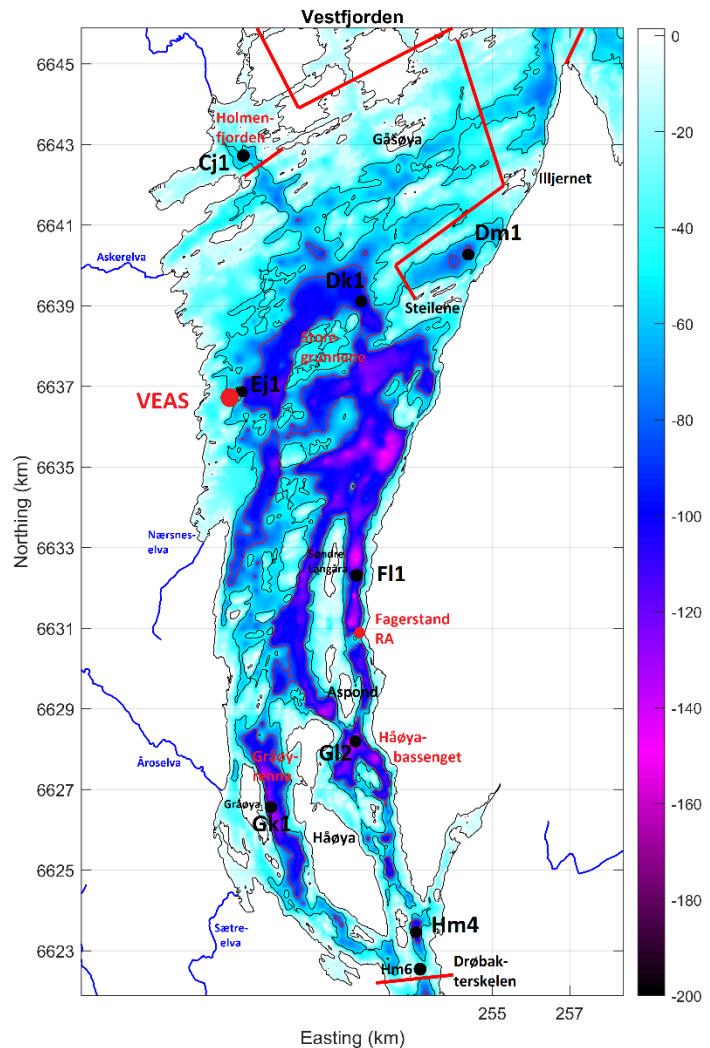 Vestfjorden
6645
6643
6641
6639
6637
6635
6633
6631
6629
6627
6625
6623
Northing (km)
Holmen-
fjorden
Cj1
Gåsøya
Illjernet
Askerelva
Dm1
Dk1
Steilene
Store-
grunnene
Ej1
VEAS
Nærsnes-
elva
Søndre
Langåra
Fl1
Fagerstand
RA
Aspond
Gl2
Håøya-
bassenget
Åroselva
Gråøy-
renna
Gråøya
Gk1
Håøya
Sætre-
elva
Hm4
Hm6
Drøbak-
terskelen
255
257
Easting (km)
0
-20
-40
-60
-80
-100
-120
-140
-160
-180
-200